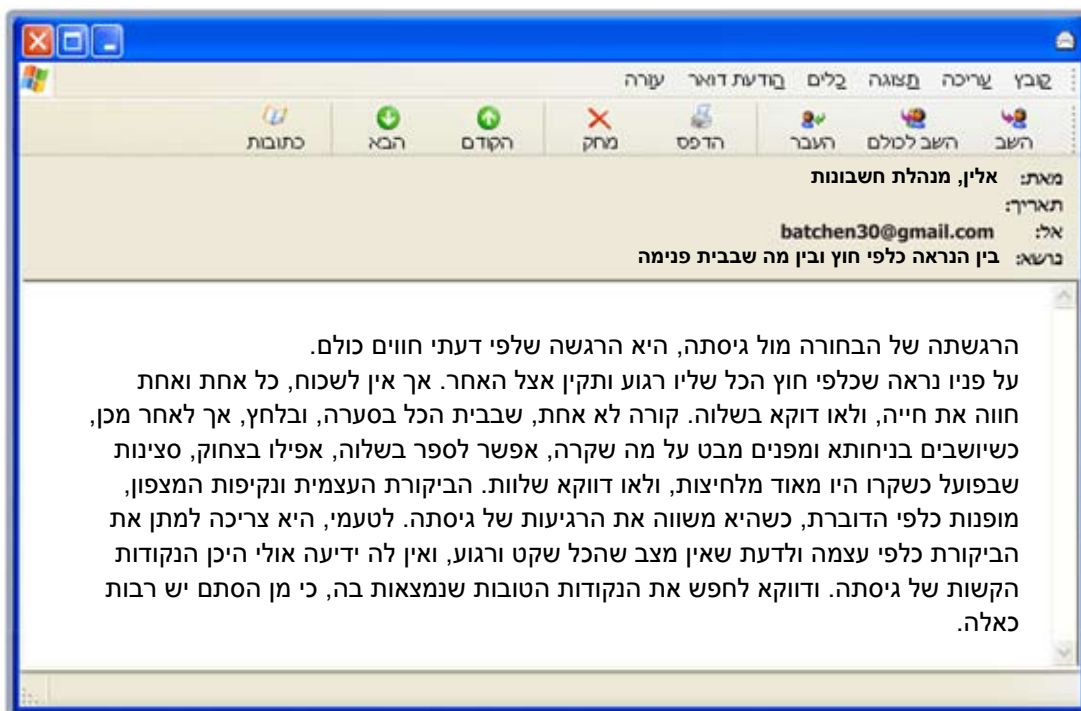 קובץ עריכה תצוגה כלים הודעת דואר עזרה
השב השב לכולם העבר הדפס מחק הקודם הבא כתובות
מאת: אלין, מנהלת חשבונות
תאריך:
אל: batchen30@gmail.com
נושא: בין הנראה כלפי חוץ ובין מה שבבית פנימה
הרגשתה של הבחורה מול גיסתה, היא הרגשה שלפי דעתי חווים כולם.
על פניו נראה שכלפי חוץ הכל שליו רגוע ותקין אצל האחר. אך אין לשכוח, כל אחת ואחת
חווה את חייה, ולאו דוקא בשלוה. קורה לא אחת, שבבית הכל בסערה, ובלחץ, אך לאחר מכן,
כשיושבים בניחותא ומפנים מבט על מה שקרה, אפשר לספר בשלוה, אפילו בצחוק, סצינות
שבפועל כשקרו היו מאוד מלחיצות, ולאו דווקא שלוות. הביקורת העצמית ונקיפות המצפון,
מופנות כלפי הדוברת, כשהיא משווה את הרגיעות של גיסתה. לטעמי, היא צריכה למתן את
הביקורת כלפי עצמה ולדעת שאין מצב שהכל שקט ורגוע, ואין לה ידיעה אולי היכן הנקודות
הקשות של גיסתה. ודווקא לחפש את הנקודות הטובות שנמצאות בה, כי מן הסתם יש רבות
כאלה.